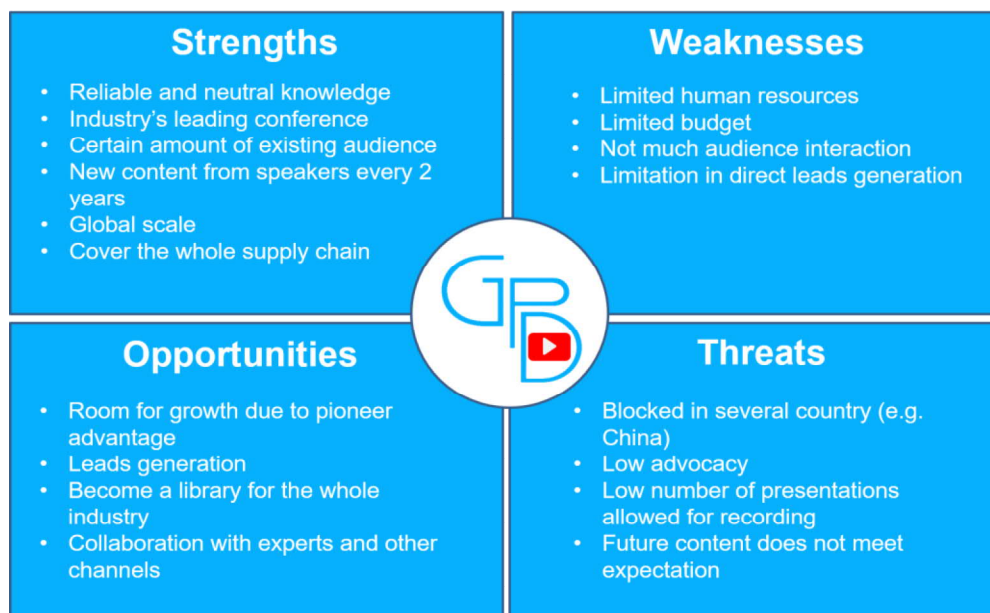 Strengths
• Reliable and neutral knowledge
• Industry's leading conference
• Certain amount of existing audience
• New content from speakers every 2
years
• Global scale
• Cover the whole supply chain
Weaknesses
• Limited human resources
• Limited budget
• Not much audience interaction
• Limitation in direct leads generation
GPD
Opportunities
• Room for growth due to pioneer
advantage
• Leads generation
• Become a library for the whole
industry
• Collaboration with experts and other
channels
Threats
• Blocked in several country (e.g.
China)
• Low advocacy
• Low number of presentations
allowed for recording
• Future content does not meet
expectation